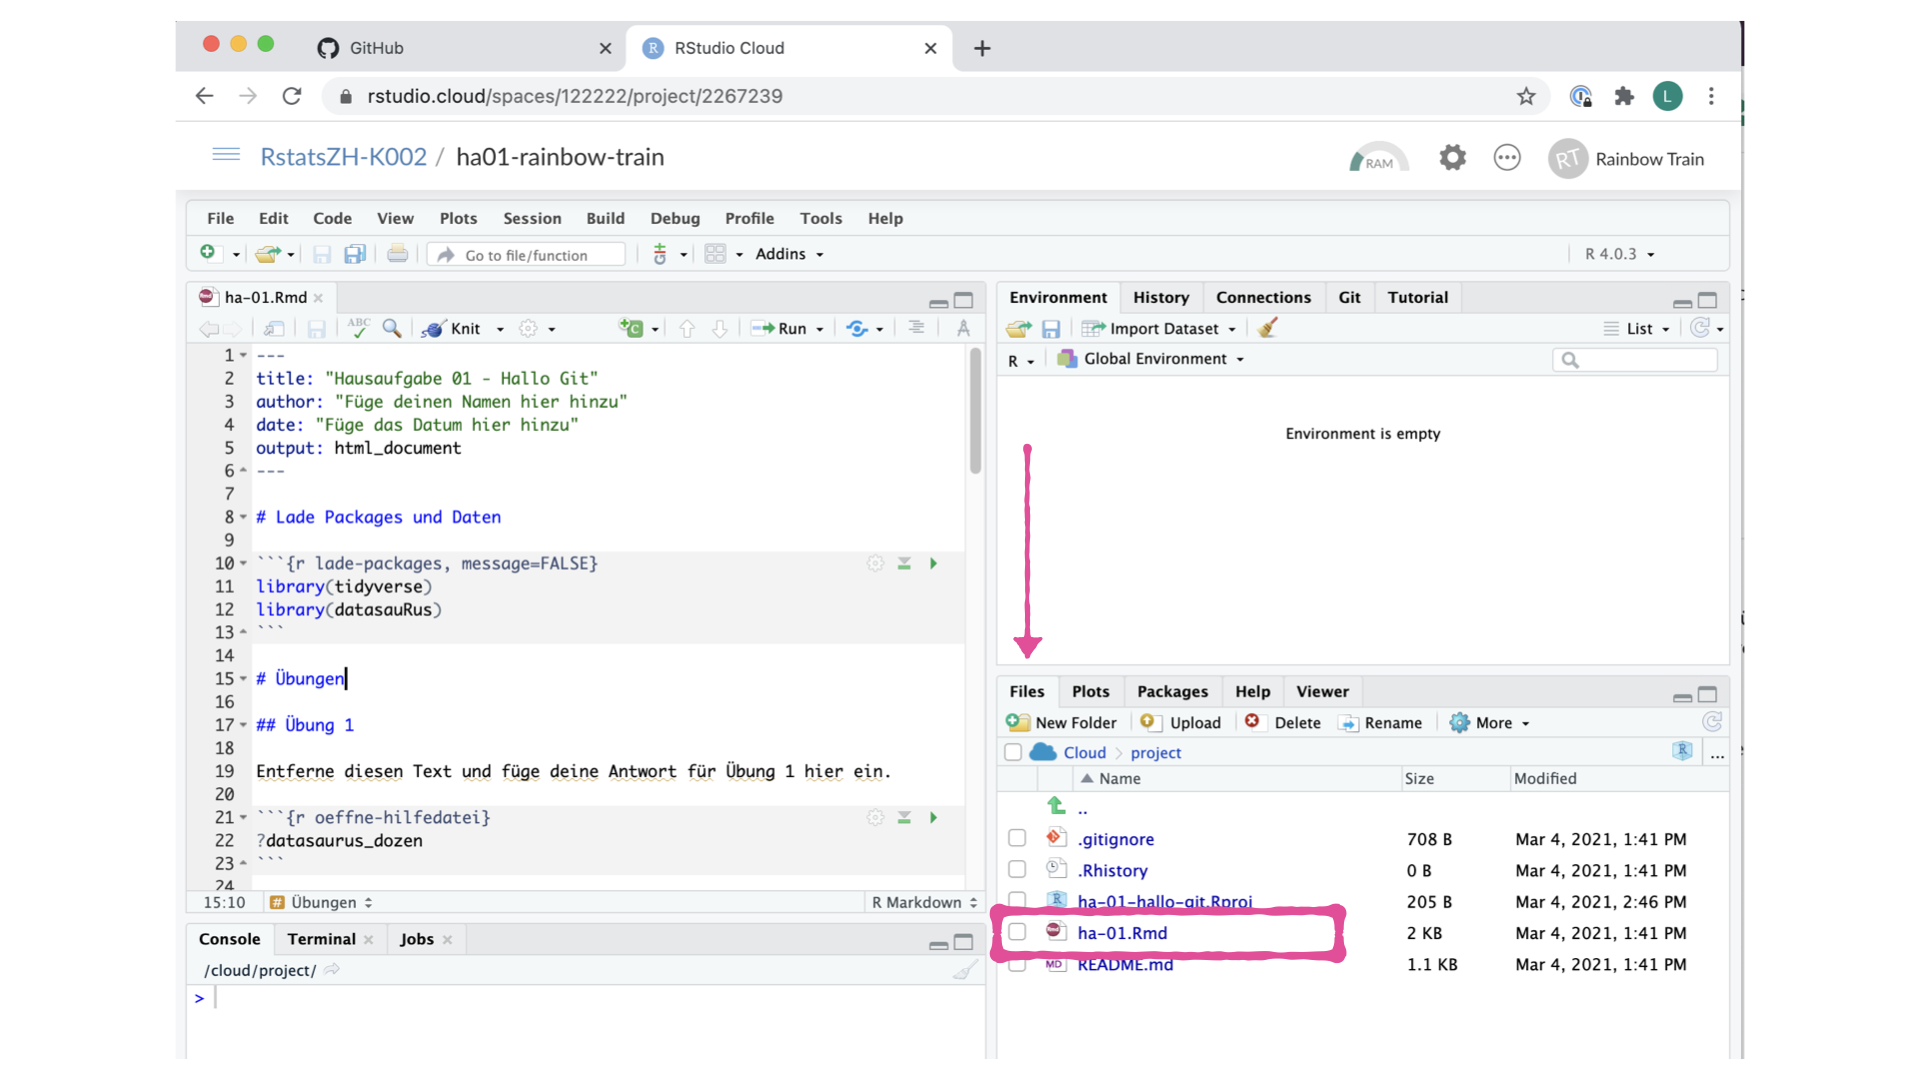 GitHub
RStudio Cloud
rstudio.cloud/spaces/122222/project/2267239
L
RstatsZH-K002 / ha01-rainbow-train
RAM
RT Rainbow Train
File Edit Code View Plots Session Build Debug Profile Tools Help
Go to file/function
Addins
R 4.0.3
ha-01.Rmd
ABC
Knit
Run
1 ---
2 title: "Hausaufgabe 01 - Hallo Git"
3 author: "Füge deinen Namen hier hinzu"
4 date: "Füge das Datum hier hinzu"
5 output: html_document
6 ---
7
8 # Lade Packages und Daten
9
10 ```{r lade-packages, message=FALSE}
11 library(tidyverse)
12 library(datasauRus)
13 ```
14
15 # Übungen
16
17 ## Übung 1
18
19 Entferne diesen Text und füge deine Antwort für Übung 1 hier ein.
20
21 ```{r oeffne-hilfedatei}
22 ?datasaurus_dozen
23 ```
24
15:10 # Übungen
R Markdown
Console Terminal Jobs
/cloud/project/
>
Environment History Connections Git Tutorial
Import Dataset
List
R Global Environment
Environment is empty
Files Plots Packages Help Viewer
New Folder Upload Delete Rename More
Cloud > project
R ...
Name Size Modified
..
.gitignore 708 B Mar 4, 2021, 1:41 PM
.Rhistory 0 B Mar 4, 2021, 1:41 PM
ha-01-hallo-git.Rproj 205 B Mar 4, 2021, 2:46 PM
ha-01.Rmd 2 KB Mar 4, 2021, 1:41 PM
MD README.md 1.1 KB Mar 4, 2021, 1:41 PM